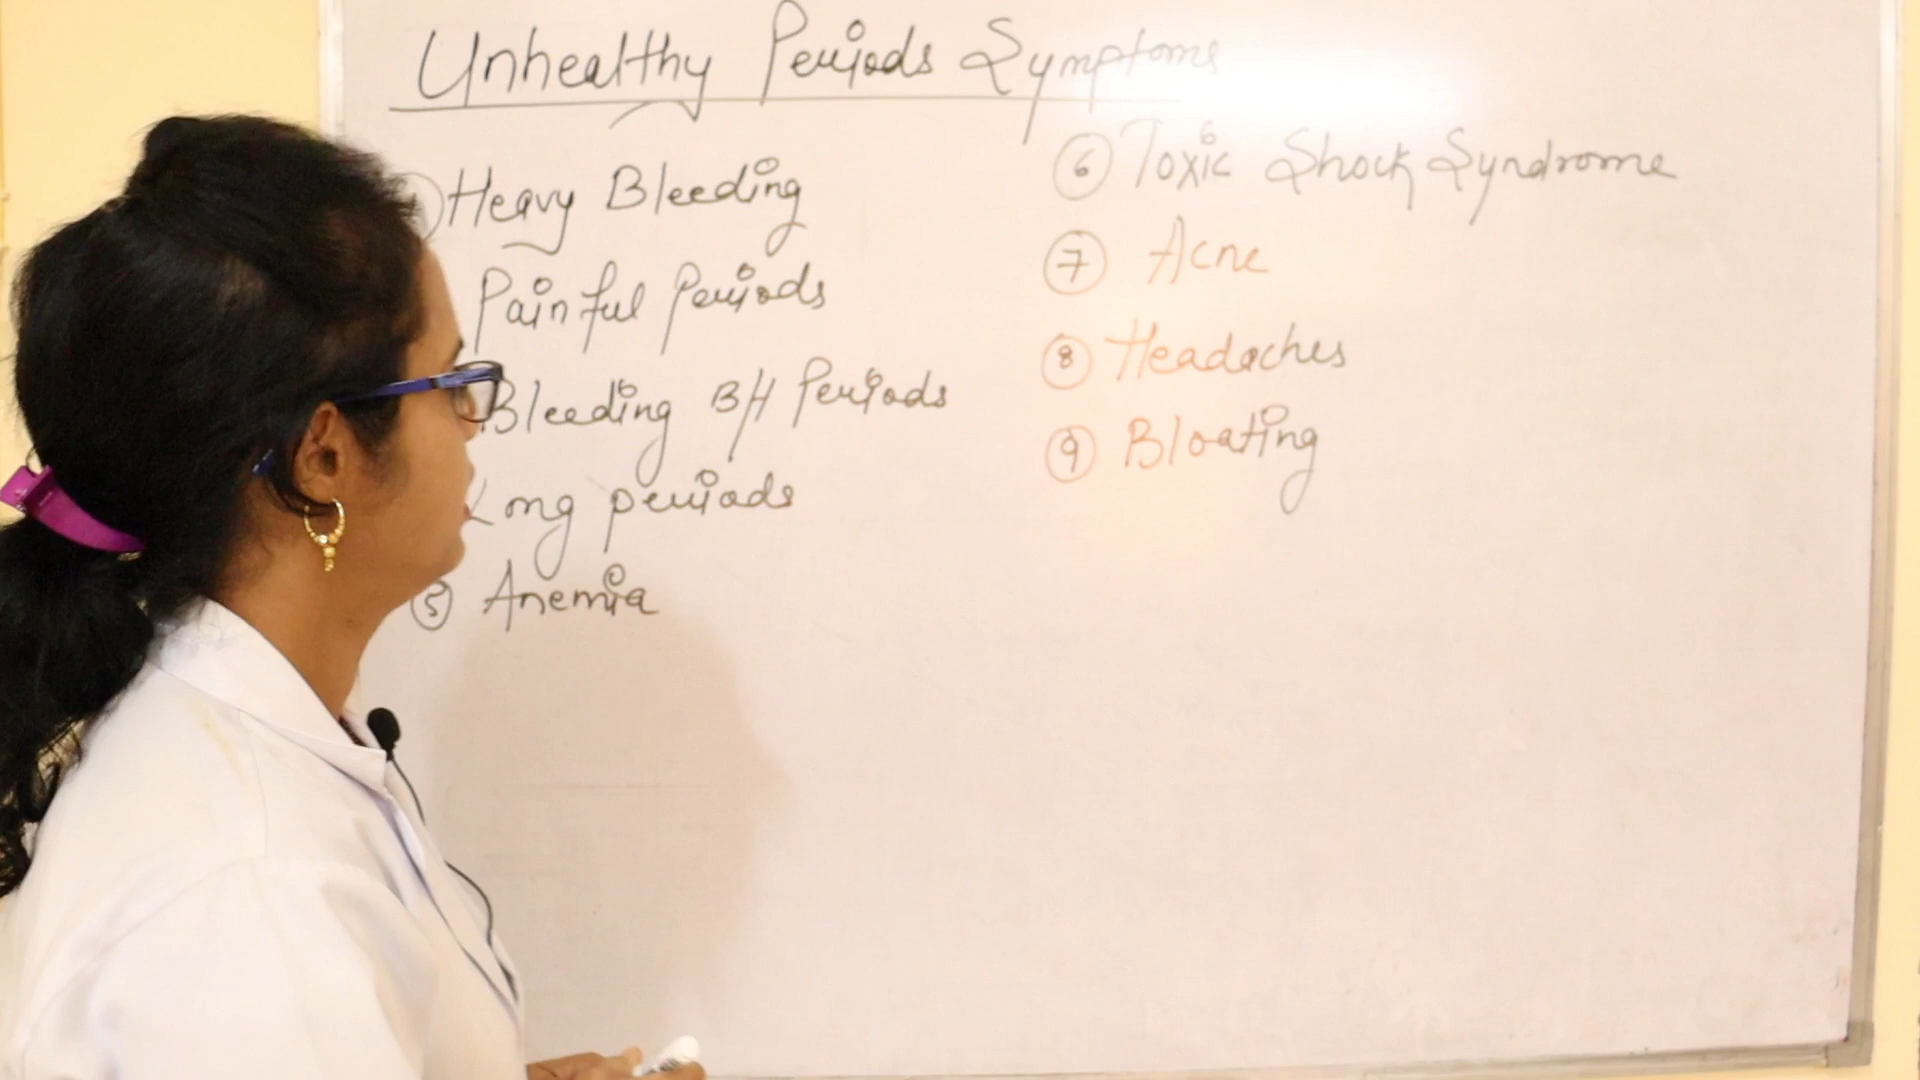 Unhealthy Periods Symptoms
Heavy Bleeding
Painful Periods
Bleeding B/H Periods
Long periods
5 Anemia
6 Toxic Shock Syndrome
7 Acne
8 Headaches
9 Bloating